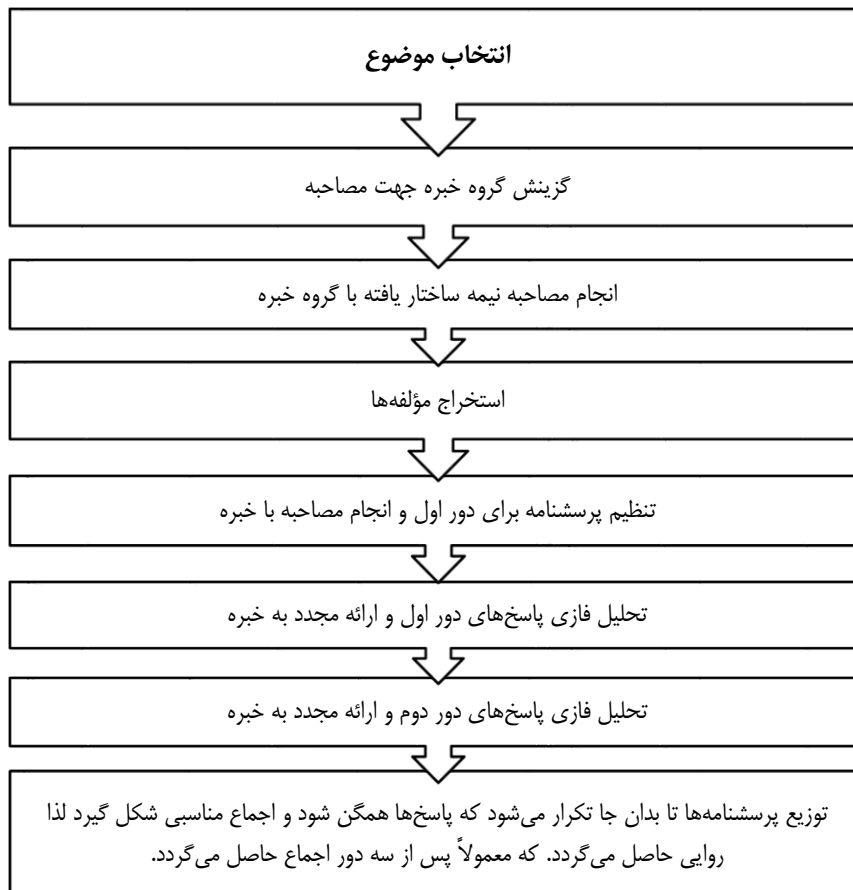 انتخاب موضوع
گزینش گروه خبره جهت مصاحبه
انجام مصاحبه نیمه ساختار یافته با گروه خبره
استخراج مؤلفه‌ها
تنظیم پرسشنامه برای دور اول و انجام مصاحبه با خبره
تحلیل فازی پاسخ‌های دور اول و ارائه مجدد به خبره
تحلیل فازی پاسخ‌های دور دوم و ارائه مجدد به خبره
توزیع پرسشنامه‌ها تا بدان جا تکرار می‌شود که پاسخ‌ها همگن شود و اجماع مناسبی شکل گیرد لذا
روایی حاصل می‌گردد. که معمولاً پس از سه دور اجماع حاصل می‌گردد.